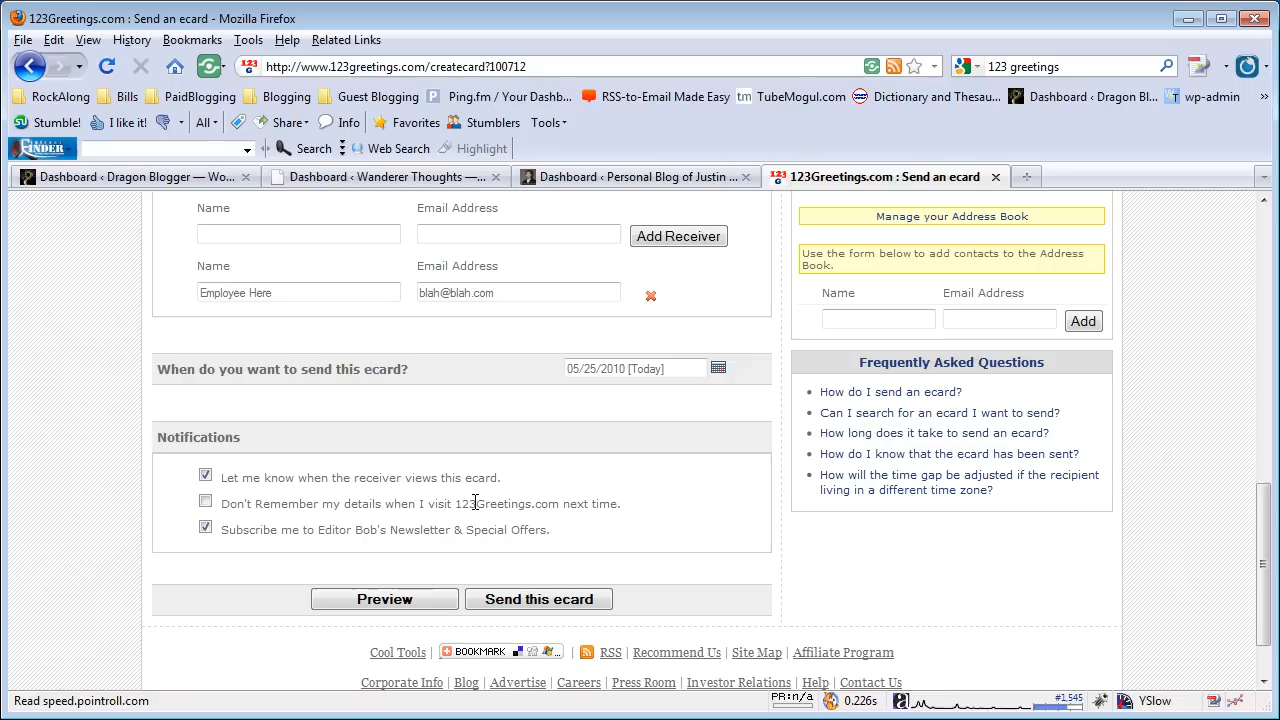 123Greetings.com : Send an ecard - Mozilla Firefox
File Edit View History Bookmarks Tools Help Related Links
http://www.123greetings.com/createcard?100712 123 greetings
RockAlong Bills PaidBlogging Blogging Guest Blogging Ping.fm / Your Dashb... RSS-to-Email Made Easy TubeMogul.com Dictionary and Thesau... Dashboard ‹ Dragon Bl... wp-admin »
Stumble! I like it! All Share Info Favorites Stumblers Tools
FINDER Search Web Search Highlight
Dashboard ‹ Dragon Blogger — Wo... Dashboard ‹ Wanderer Thoughts —... Dashboard ‹ Personal Blog of Justin ... 123Greetings.com : Send an ecard
Name Email Address
Add Receiver
Name Email Address
Employee Here blah@blah.com
When do you want to send this ecard? 05/25/2010 [Today]
Notifications
Let me know when the receiver views this ecard.
Don't Remember my details when I visit 123Greetings.com next time.
Subscribe me to Editor Bob's Newsletter & Special Offers.
Preview Send this ecard
Manage your Address Book
Use the form below to add contacts to the Address
Book.
Name Email Address
Add
Frequently Asked Questions
How do I send an ecard?
Can I search for an ecard I want to send?
How long does it take to send an ecard?
How do I know that the ecard has been sent?
How will the time gap be adjusted if the recipient
living in a different time zone?
Cool Tools | BOOKMARK | RSS | Recommend Us | Site Map | Affiliate Program
Corporate Info | Blog | Advertise | Careers | Press Room | Investor Relations | Help | Contact Us
Read speed.pointroll.com PR: n/a 0.226s #1,545 YSlow